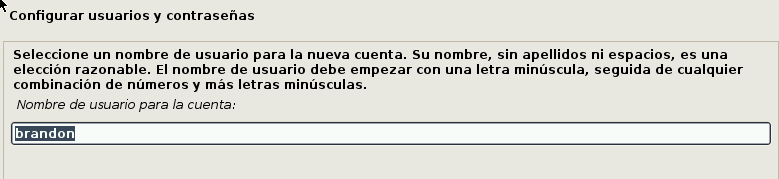 Configurar usuarios y contraseñas
Seleccione un nombre de usuario para la nueva cuenta. Su nombre, sin apellidos ni espacios, es una
elección razonable. El nombre de usuario debe empezar con una letra minúscula, seguida de cualquier
combinación de números y más letras minúsculas.
Nombre de usuario para la cuenta:
brandon